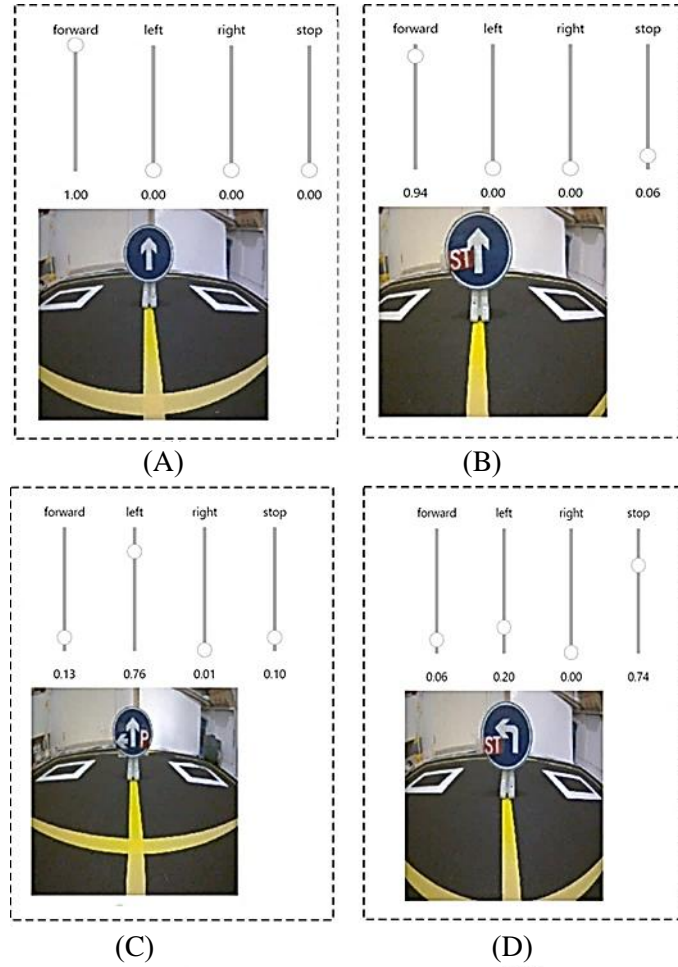 forward left right stop
1.00 0.00 0.00 0.00
(A)
forward left right stop
0.94 0.00 0.00 0.06
ST
(B)
forward left right stop
0.13 0.76 0.01 0.10
P
(C)
forward left right stop
0.06 0.20 0.00 0.74
ST
(D)